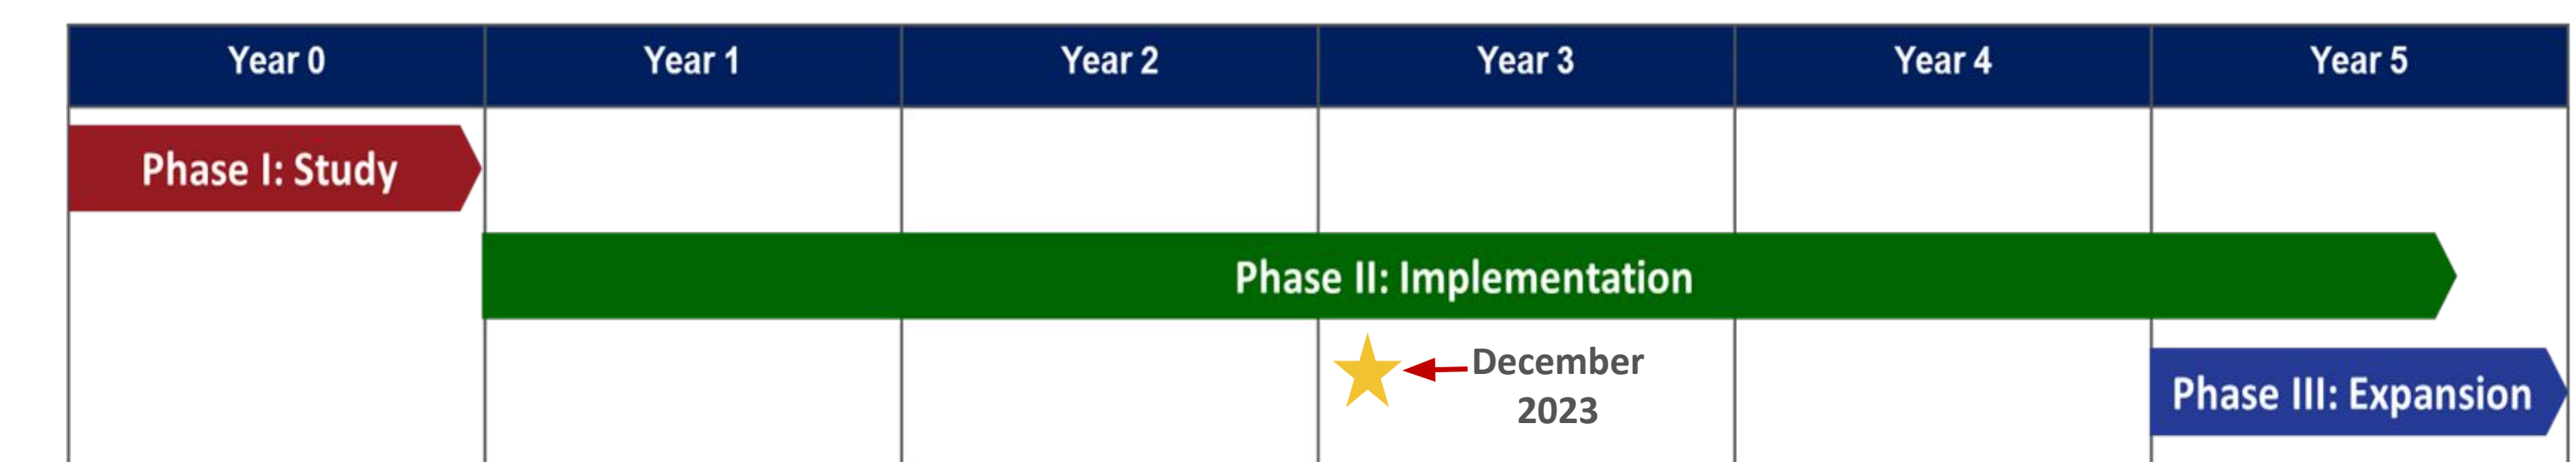 Year 0 Year 1 Year 2 Year 3 Year 4 Year 5
Phase I: Study
Phase II: Implementation
December
2023
Phase III: Expansion